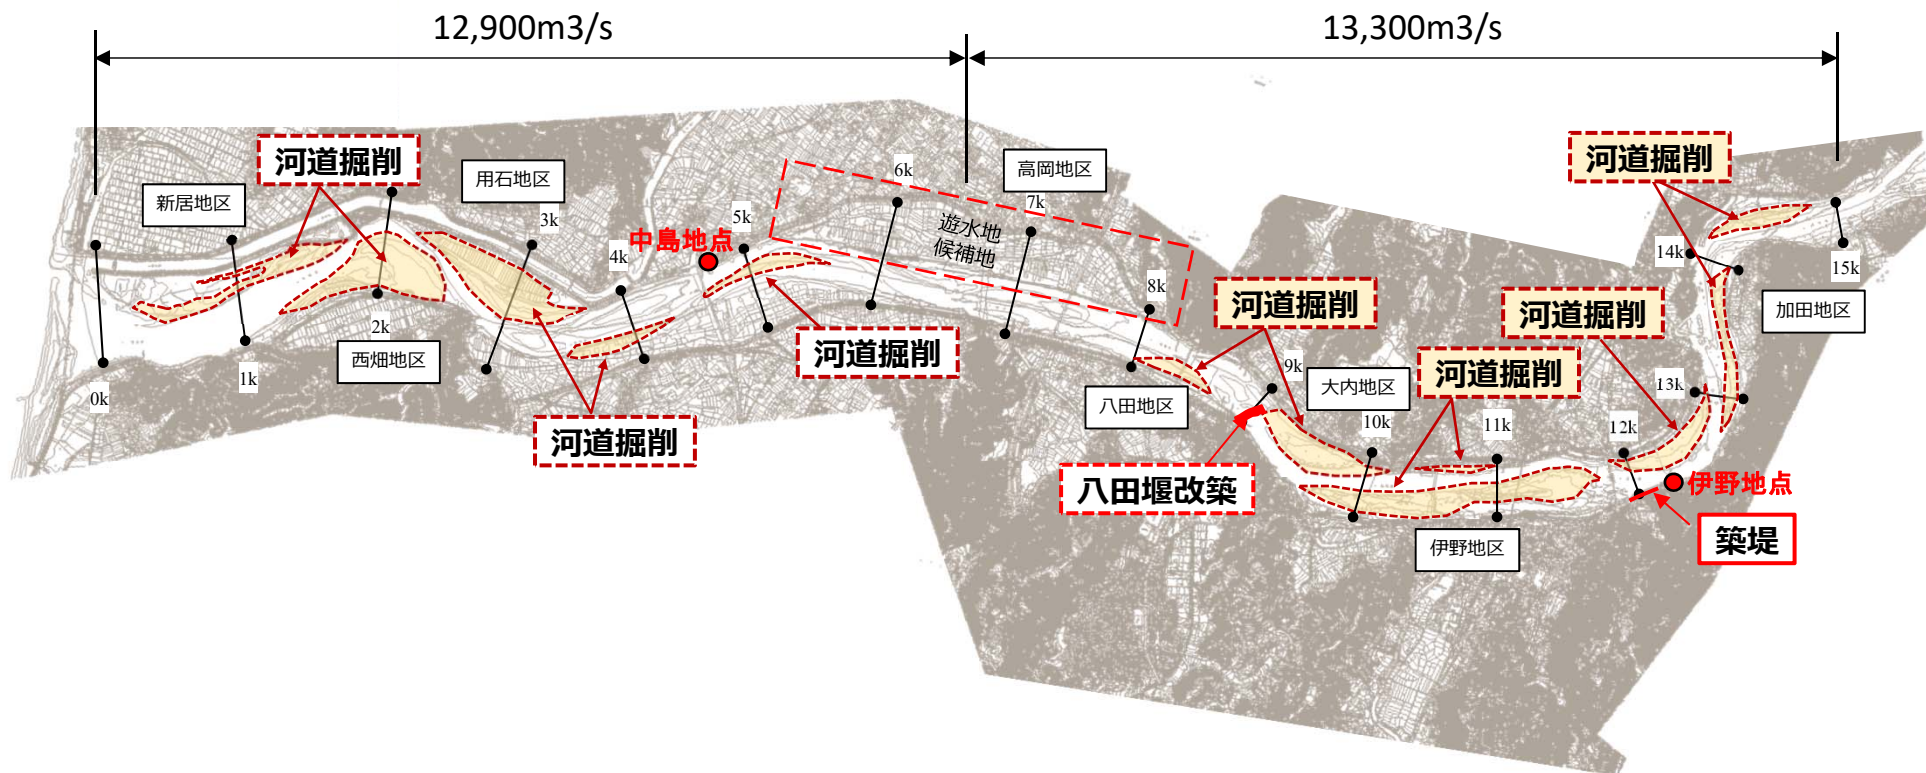 12,900m3/s
13,300m3/s
河道掘削
河道掘削
新居地区
用石地区
高岡地区
6k
7k
5k
3k
4k
中島地点
遊水地
候補地
14k
15k
加田地区
8k
河道掘削
河道掘削
2k
西畑地区
1k
0k
河道掘削
河道掘削
9k
大内地区
河道掘削
13k
八田地区
10k
11k
12k
八田堰改築
伊野地点
伊野地区
築堤